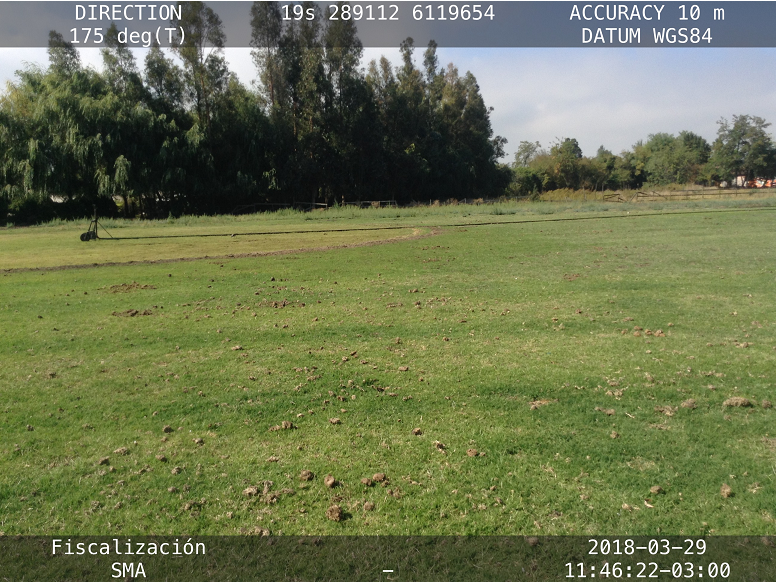 DIRECTION
175 deg(T)
19s 289112 6119654
ACCURACY 10 m
DATUM WGS84
Fiscalización
SMA
–
2018-03-29
11:46:22-03:00